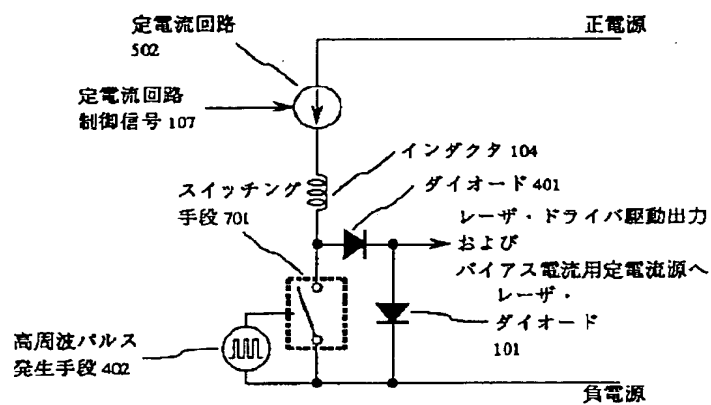 定電流回路
502
正電源
定電流回路
制御信号 107
インダクタ 104
ダイオード 401
スイッチング
手段 701
レーザ・ドライバ駆動出力
および
バイアス電流用定電流源へ
レーザ・
ダイオード
101
高周波パルス
発生手段 402
負電源